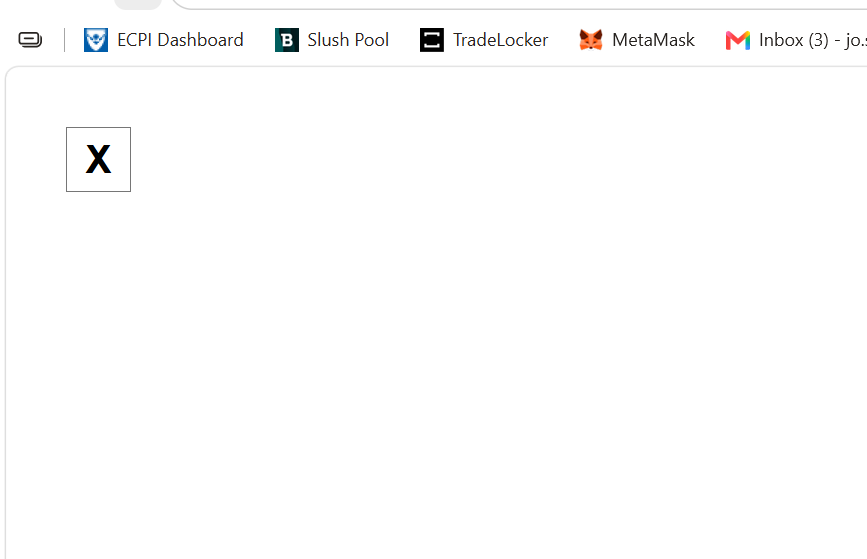 ECPI Dashboard B Slush Pool TradeLocker MetaMask Inbox (3) - jo.s
X